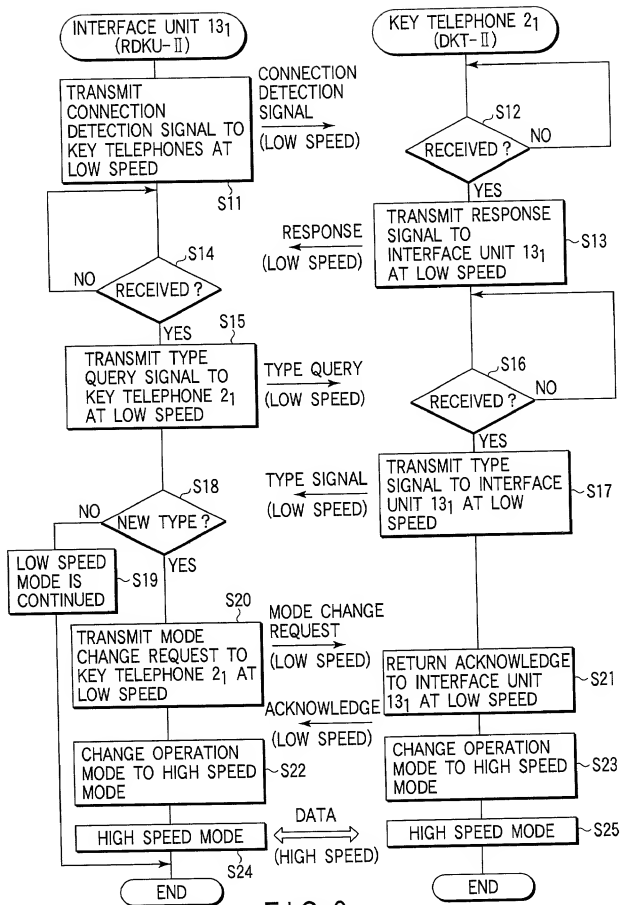 INTERFACE UNIT 13₁
(RDKU-II)
KEY TELEPHONE 2₁
(DKT-II)
TRANSMIT
CONNECTION
DETECTION SIGNAL TO
KEY TELEPHONES AT
LOW SPEED
S11
CONNECTION
DETECTION
SIGNAL
(LOW SPEED)
S12
RECEIVED?
NO
YES
TRANSMIT RESPONSE
SIGNAL TO
INTERFACE UNIT 13₁
AT LOW SPEED
S13
RESPONSE
(LOW SPEED)
S14
RECEIVED?
NO
YES
S15
TRANSMIT TYPE
QUERY SIGNAL TO
KEY TELEPHONE 2₁
AT LOW SPEED
TYPE QUERY
(LOW SPEED)
S16
RECEIVED?
NO
YES
TRANSMIT TYPE
SIGNAL TO INTERFACE
UNIT 13₁ AT LOW
SPEED
S17
TYPE SIGNAL
(LOW SPEED)
S18
NEW TYPE?
NO
YES
LOW SPEED
MODE IS
CONTINUED
S19
S20
TRANSMIT MODE
CHANGE REQUEST TO
KEY TELEPHONE 2₁ AT
LOW SPEED
MODE CHANGE
REQUEST
(LOW SPEED)
RETURN ACKNOWLEDGE
TO INTERFACE UNIT
13₁ AT LOW SPEED
S21
ACKNOWLEDGE
(LOW SPEED)
CHANGE OPERATION
MODE TO HIGH SPEED
MODE
S22
CHANGE OPERATION
MODE TO HIGH SPEED
MODE
S23
HIGH SPEED MODE
S24
DATA
(HIGH SPEED)
HIGH SPEED MODE
S25
END
END